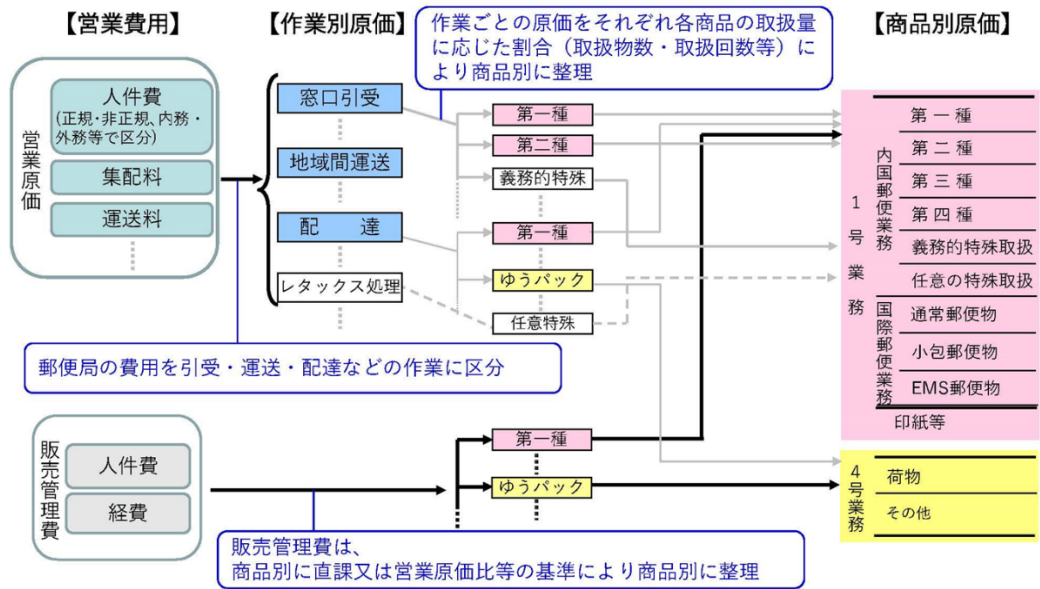 【営業費用】
【作業別原価】
作業ごとの原価をそれぞれ各商品の取扱量
に応じた割合（取扱物数・取扱回数等）に
より商品別に整理
【商品別原価】
営業原価
人件費
(正規･非正規､内務・
外務等で区分)
集配料
運送料
窓口引受
地域間運送
配　達
レタックス処理
第一種
第二種
義務的特殊
第一種
ゆうパック
任意特殊
郵便局の費用を引受・運送・配達などの作業に区分
1号業務
内国郵便業務
第一種
第二種
第三種
第四種
義務的特殊取扱
任意の特殊取扱
国際郵便業務
通常郵便物
小包郵便物
EMS郵便物
印紙等
販売管理費
人件費
経費
第一種
ゆうパック
4号業務
荷物
その他
販売管理費は、
商品別に直課又は営業原価比等の基準により商品別に整理